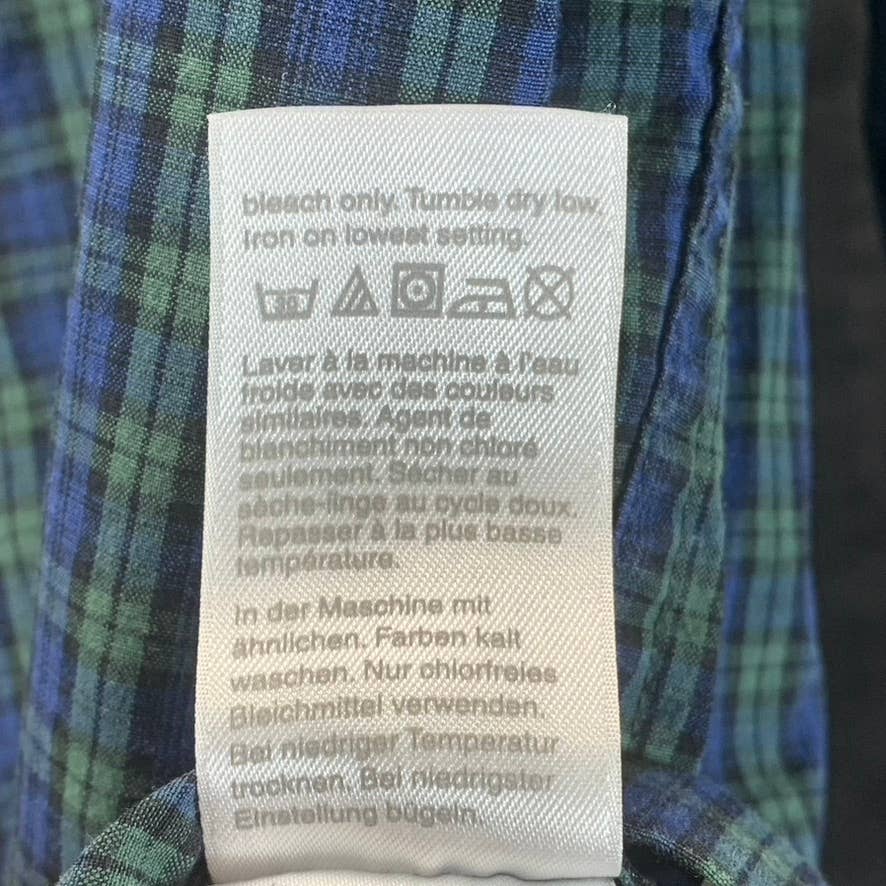 bleach only. Tumble dry low.
Iron on lowest setting.
30
Laver à la machine à l'eau
froide avec des couleurs
similaires. Agent de
blanchiment non chloré
seulement. Sécher au
sèche-linge au cycle doux.
Repasser à la plus basse
température.
In der Maschine mit
ähnlichen. Farben kalt
waschen. Nur chlorfreies
Bleichmittel verwenden.
Bei niedriger Temperatur
trocknen. Bei niedrigster
Einstellung bügeln.